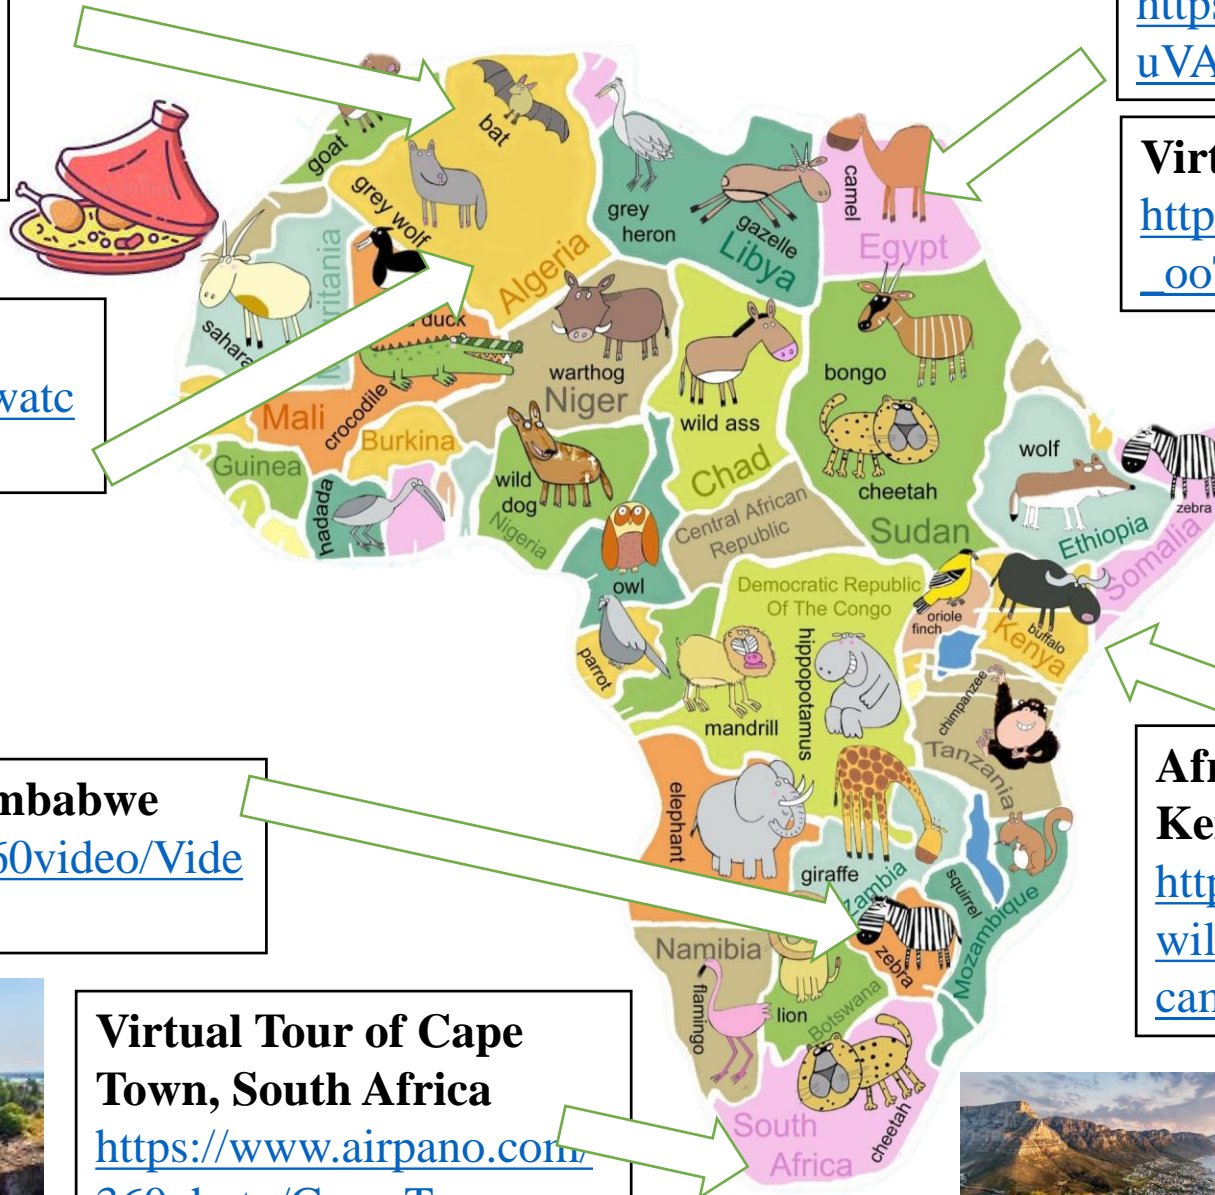 https
uVA
Virt
http
_oo
watc
mbabwe
60video/Vide
Virtual Tour of Cape
Town, South Africa
https://www.airpano.com/
Afr
Ke
http
wil
can
goat
bat
grey wolf
Algeria
grey
heron
gazelle
Libya
camel
Egypt
sahara
ritania
duck
crocodile
Mali
Burkina
Guinea
hadada
warthog
Niger
wild
dog
Nigeria
wild ass
Chad
bongo
cheetah
Sudan
wolf
Ethiopia
zebra
Somalia
Central African
Republic
owl
parrot
Democratic Republic
Of The Congo
mandrill
hippopotamus
oriole
finch
buffalo
Kenya
chimpanzee
Tanzania
elephant
giraffe
Zambia
squirrel
Mozambique
zebra
Namibia
flamingo
lion
Botswana
South
Africa
cheetah